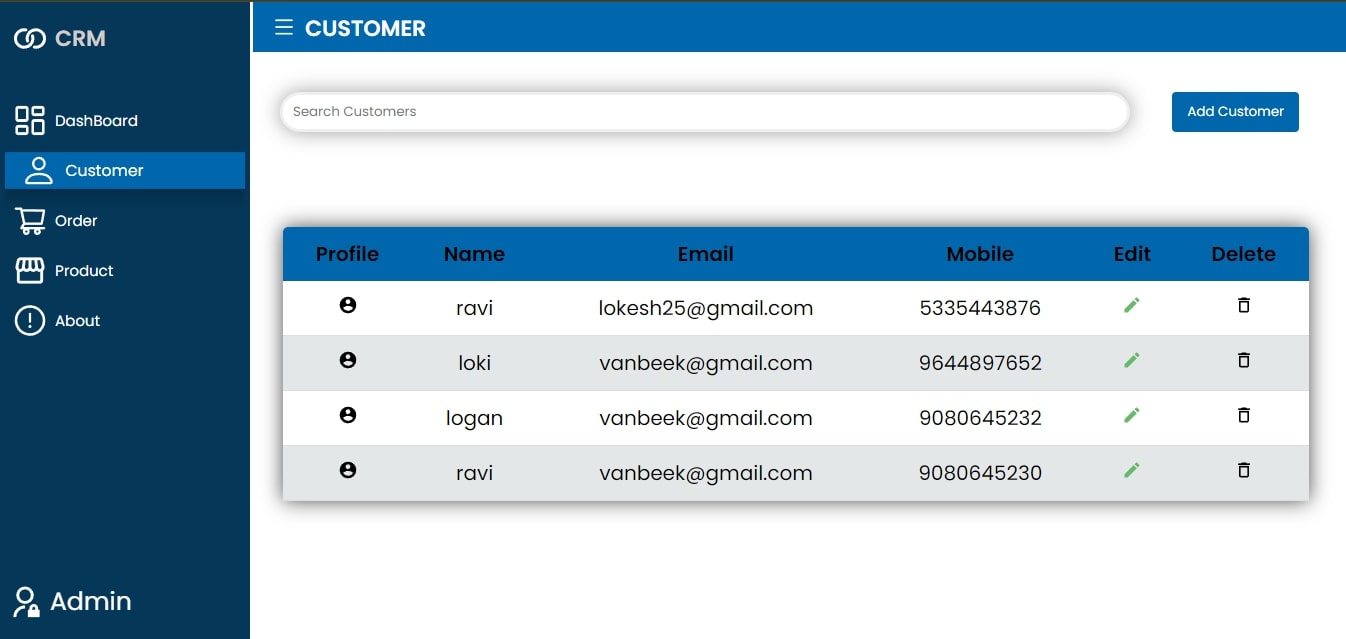 CRM
DashBoard
Customer
Order
Product
About
Admin
CUSTOMER
Search Customers
Add Customer
Profile Name Email Mobile Edit Delete
ravi lokesh25@gmail.com 5335443876
loki vanbeek@gmail.com 9644897652
logan vanbeek@gmail.com 9080645232
ravi vanbeek@gmail.com 9080645230